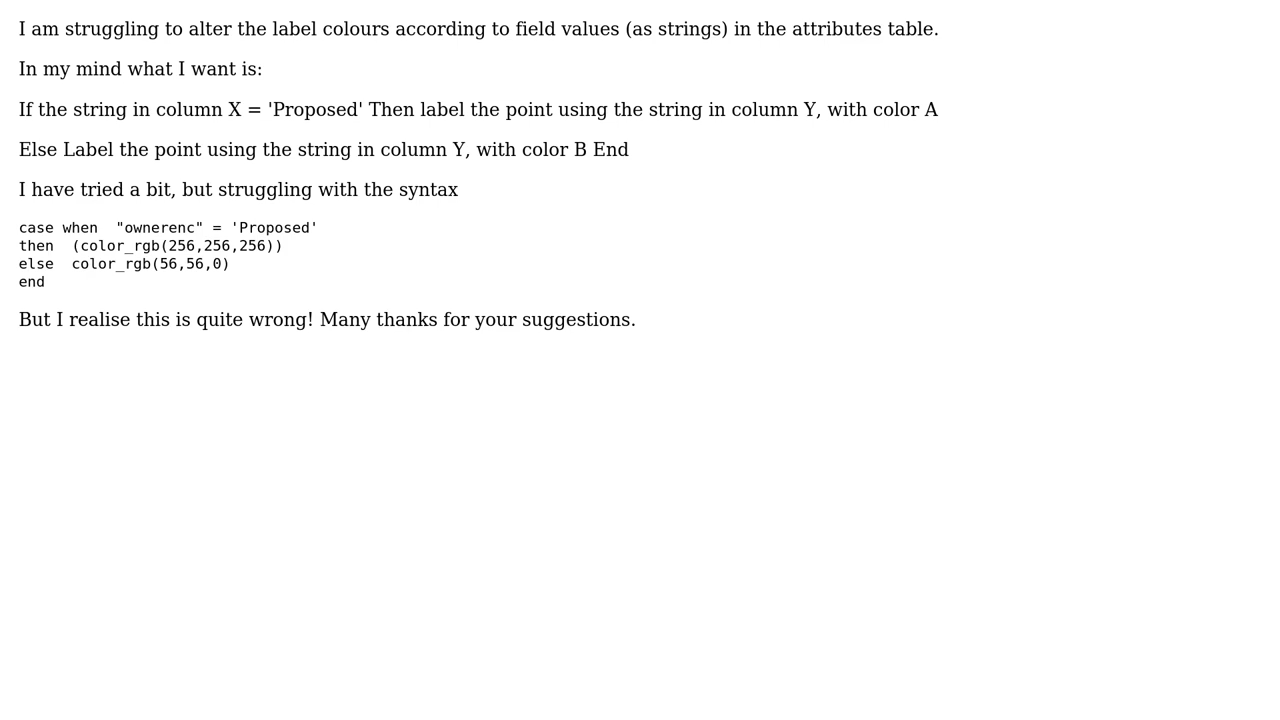 I am struggling to alter the label colours according to field values (as strings) in the attributes table.
In my mind what I want is:
If the string in column X = 'Proposed' Then label the point using the string in column Y, with color A
Else Label the point using the string in column Y, with color B End
I have tried a bit, but struggling with the syntax
case when  "ownerenc" = 'Proposed'
then  (color_rgb(256,256,256))
else  color_rgb(56,56,0)
end
But I realise this is quite wrong! Many thanks for your suggestions.